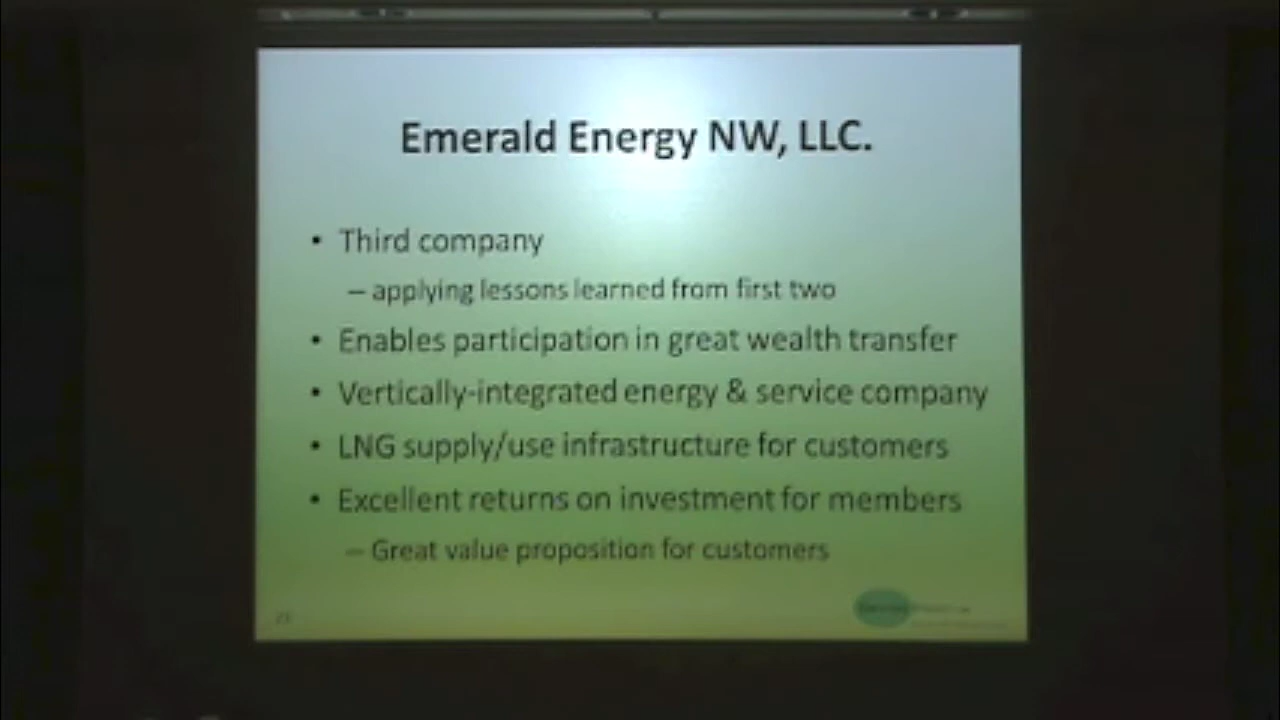 Emerald Energy NW, LLC.
• Third company
– applying lessons learned from first two
• Enables participation in great wealth transfer
• Vertically-integrated energy & service company
• LNG supply/use infrastructure for customers
• Excellent returns on investment for members
– Great value proposition for customers